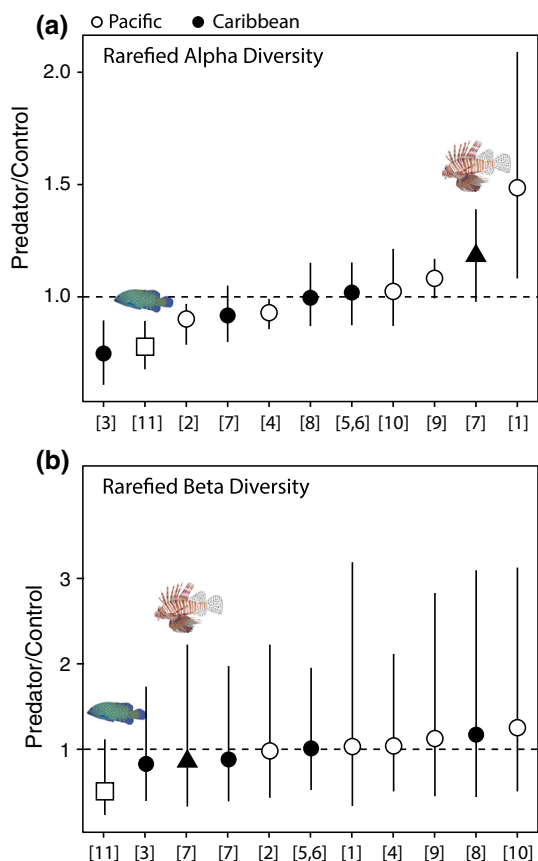 Pacific Caribbean
(a)
Rarefied Alpha Diversity
Predator/Control
2.0
1.5
1.0
[3] [11] [2] [7] [4] [8] [5,6] [10] [9] [7] [1]
(b)
Rarefied Beta Diversity
Predator/Control
3
2
1
[11] [3] [7] [7] [2] [5,6] [1] [4] [9] [8] [10]